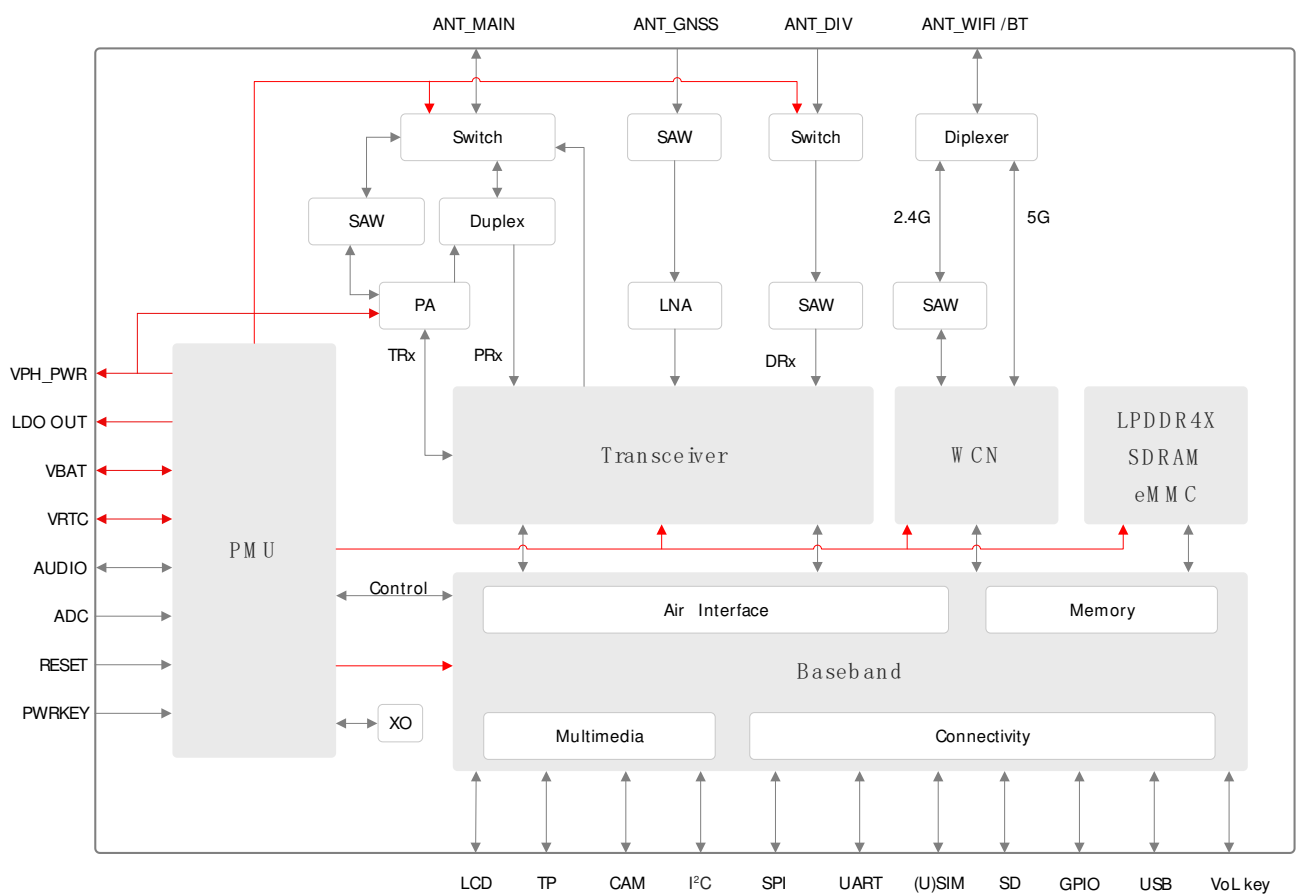 ANT_MAIN
ANT_GNSS
ANT_DIV
ANT_WIFI/BT
Switch
SAW
Switch
Diplexer
SAW
Duplex
2.4G
5G
PA
LNA
SAW
SAW
TRx
PRx
DRx
VPH_PWR
LDO OUT
VBAT
VRTC
AUDIO
ADC
RESET
PWRKEY
PMU
Transceiver
WCN
LPDDR4X
SDRAM
eMMC
Control
Air Interface
Memory
Baseband
XO
Multimedia
Connectivity
LCD
TP
CAM
I²C
SPI
UART
(U)SIM
SD
GPIO
USB
VoL key